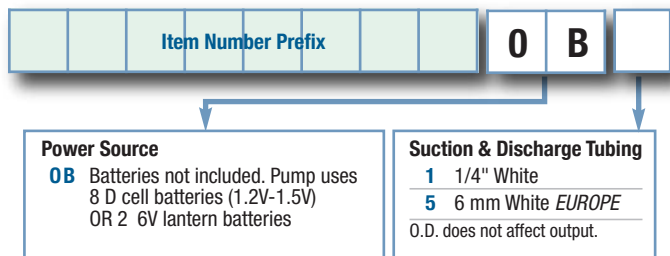 Item Number Prefix
0 B
Power Source
0B Batteries not included. Pump uses
8 D cell batteries (1.2V-1.5V)
OR 2 6V lantern batteries
Suction & Discharge Tubing
1 1/4" White
5 6 mm White EUROPE
O.D. does not affect output.